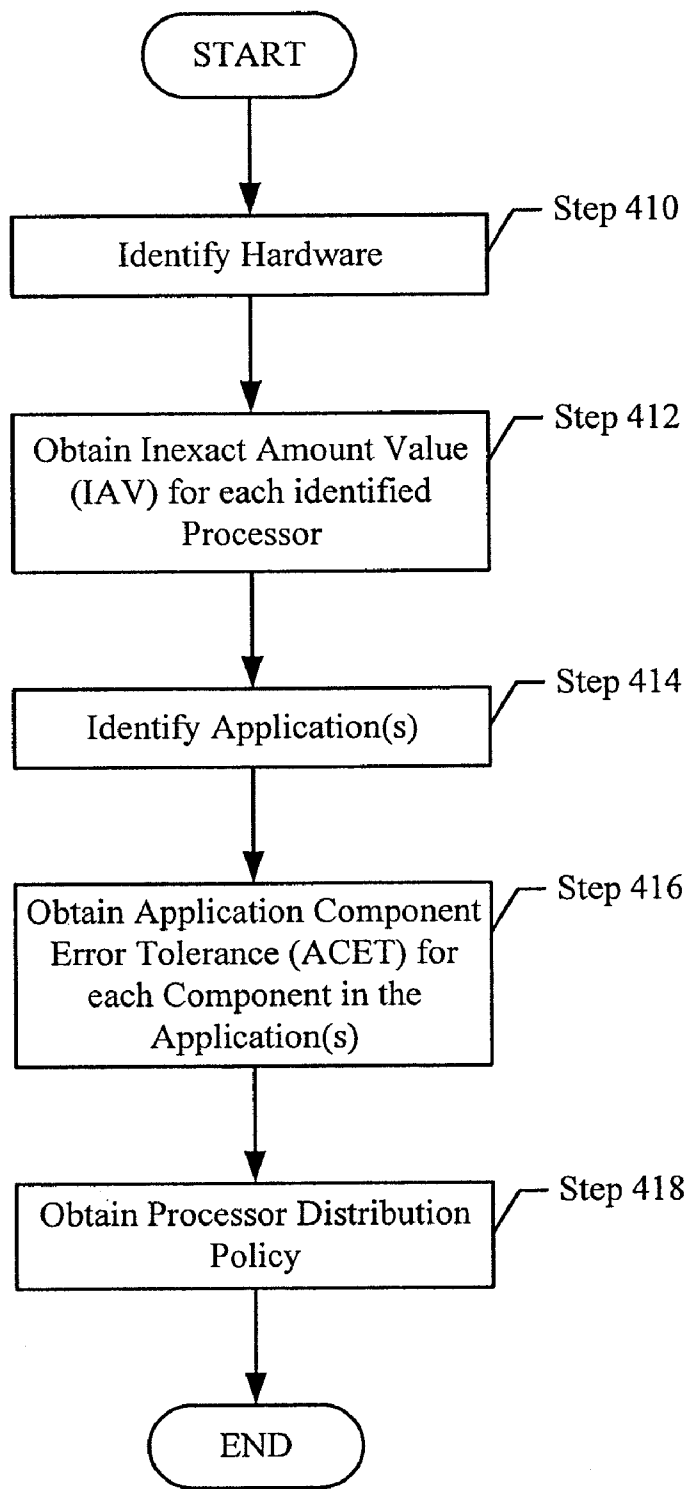 START
Step 410
Identify Hardware
Step 412
Obtain Inexact Amount Value
(IAV) for each identified
Processor
Step 414
Identify Application(s)
Step 416
Obtain Application Component
Error Tolerance (ACET) for
each Component in the
Application(s)
Step 418
Obtain Processor Distribution
Policy
END